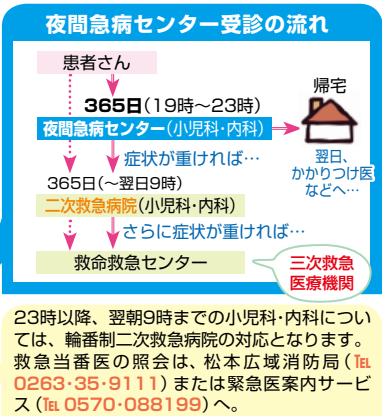 夜間急病センター受診の流れ
患者さん
365日(19時〜23時)
夜間急病センター(小児科・内科)
帰宅
翌日、
かかりつけ医
などへ…
症状が重ければ…
365日(〜翌日9時)
二次救急病院(小児科・内科)
さらに症状が重ければ…
救命救急センター
三次救急
医療機関
23時以降、翌朝9時までの小児科・内科につい
ては、輪番制二次救急病院の対応となります。
救急当番医の照会は、松本広域消防局(℡
0263・35・9111)または緊急医案内サービ
ス(℡ 0570・088199)へ。